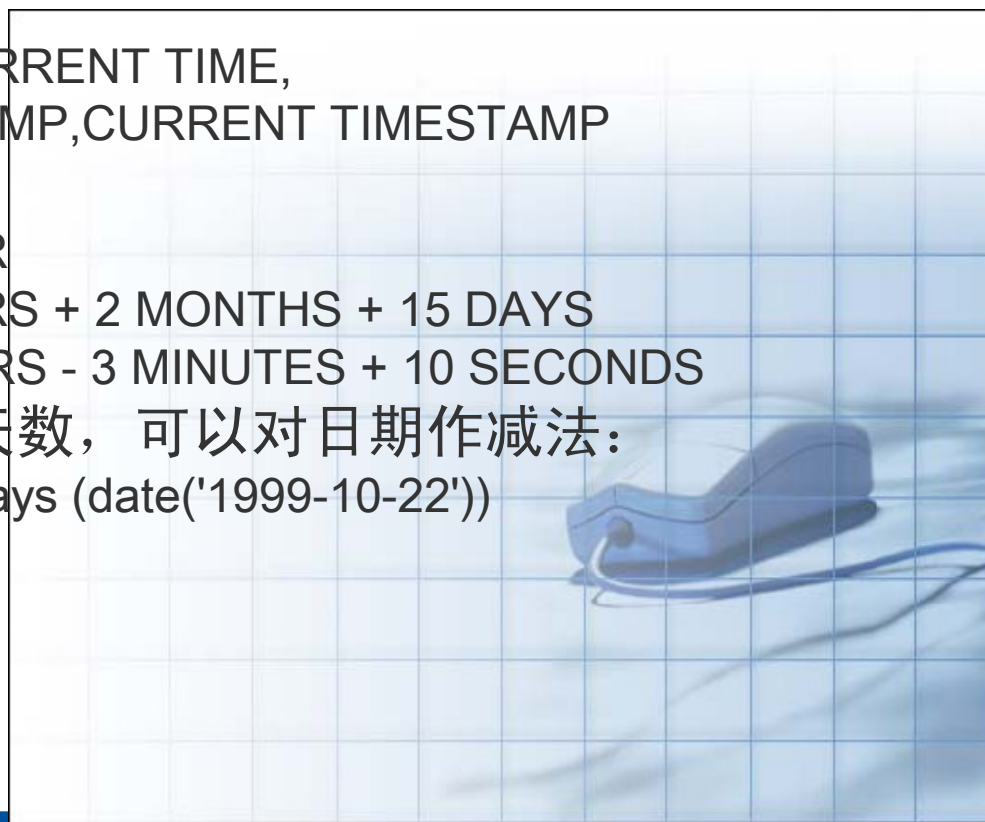 RRENT TIME,
MP,CURRENT TIMESTAMP
R
RS + 2 MONTHS + 15 DAYS
RS - 3 MINUTES + 10 SECONDS
天数，可以对日期作减法：
ays (date('1999-10-22'))